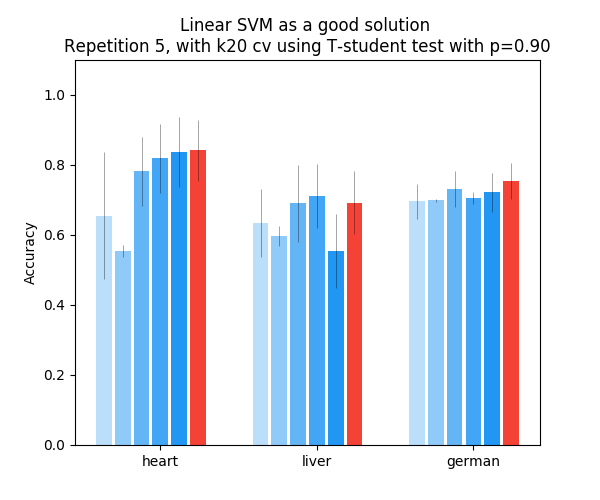 Linear SVM as a good solution
Repetition 5, with k20 cv using T-student test with p=0.90
1.0
0.8
0.6
0.4
0.2
0.0
Accuracy
heart
liver
german